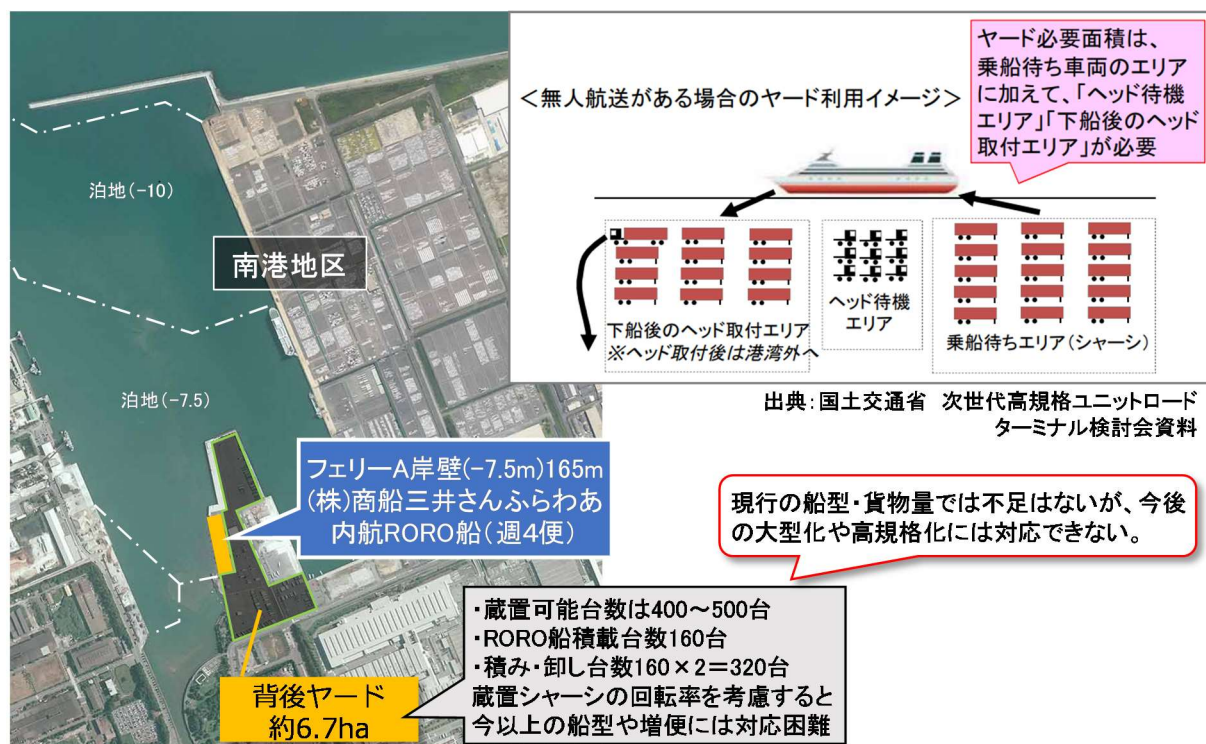 ヤード必要面積は、
乗船待ち車両のエリア
に加えて、「ヘッド待機
エリア」「下船後のヘッド
取付エリア」が必要
＜無人航送がある場合のヤード利用イメージ＞
泊地(-10)
南港地区
ヘッド待機
エリア
下船後のヘッド取付エリア
※ヘッド取付後は港湾外へ
乗船待ちエリア(シャーシ)
泊地(-7.5)
出典：国土交通省 次世代高規格ユニットロード
ターミナル検討会資料
フェリーA岸壁(-7.5m)165m
(株)商船三井さんふらわあ
内航RORO船(週4便)
現行の船型・貨物量では不足はないが、今後
の大型化や高規格化には対応できない。
・蔵置可能台数は400～500台
・RORO船積載台数160台
・積み・卸し台数160×2＝320台
蔵置シャーシの回転率を考慮すると
今以上の船型や増便には対応困難
背後ヤード
約6.7ha